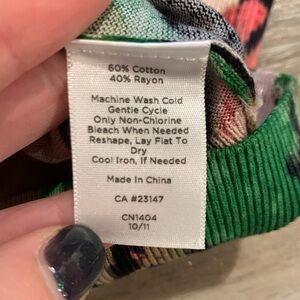 60% Cotton
40% Rayon
Machine Wash Cold
Gentle Cycle
Only Non-Chlorine
Bleach When Needed
Reshape, Lay Flat To
Dry
Cool Iron, If Needed
Made in China
CA #23147
CN1404
10/11